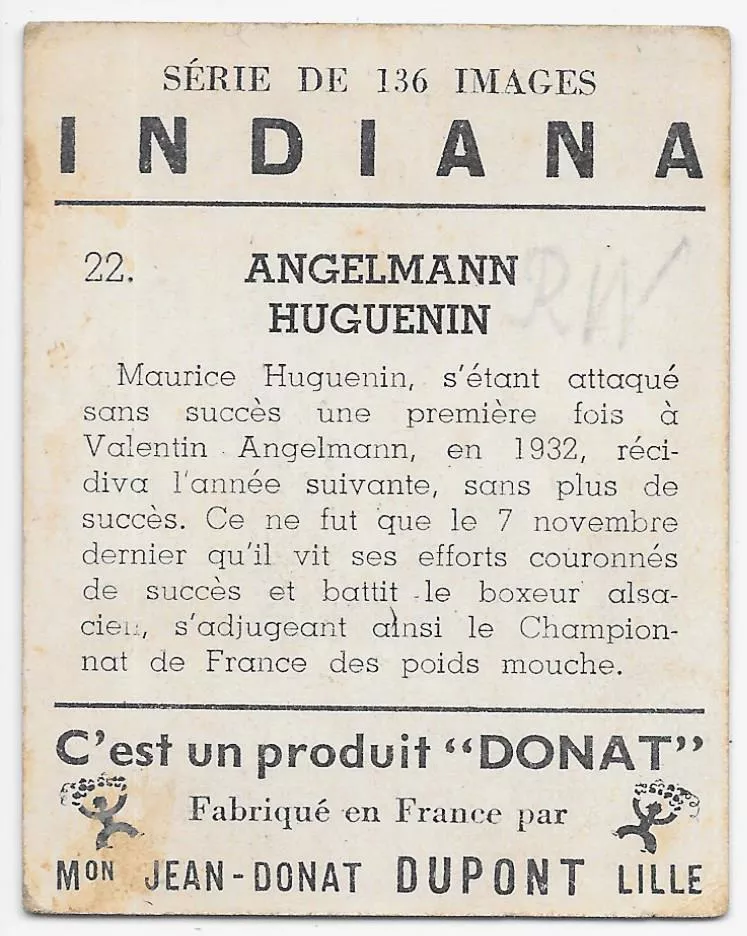 SÉRIE DE 136 IMAGES
INDIANA
22. ANGELMANN
HUGUENIN
RW
Maurice Huguenin, s'étant attaqué
sans succès une première fois à
Valentin Angelmann, en 1932, réci-
diva l'année suivante, sans plus de
succès. Ce ne fut que le 7 novembre
dernier qu'il vit ses efforts couronnés
de succès et battit le boxeur alsa-
cien, s'adjugeant ainsi le Champion-
nat de France des poids mouche.
C'est un produit “DONAT”
Fabriqué en France par
MON JEAN-DONAT DUPONT LILLE